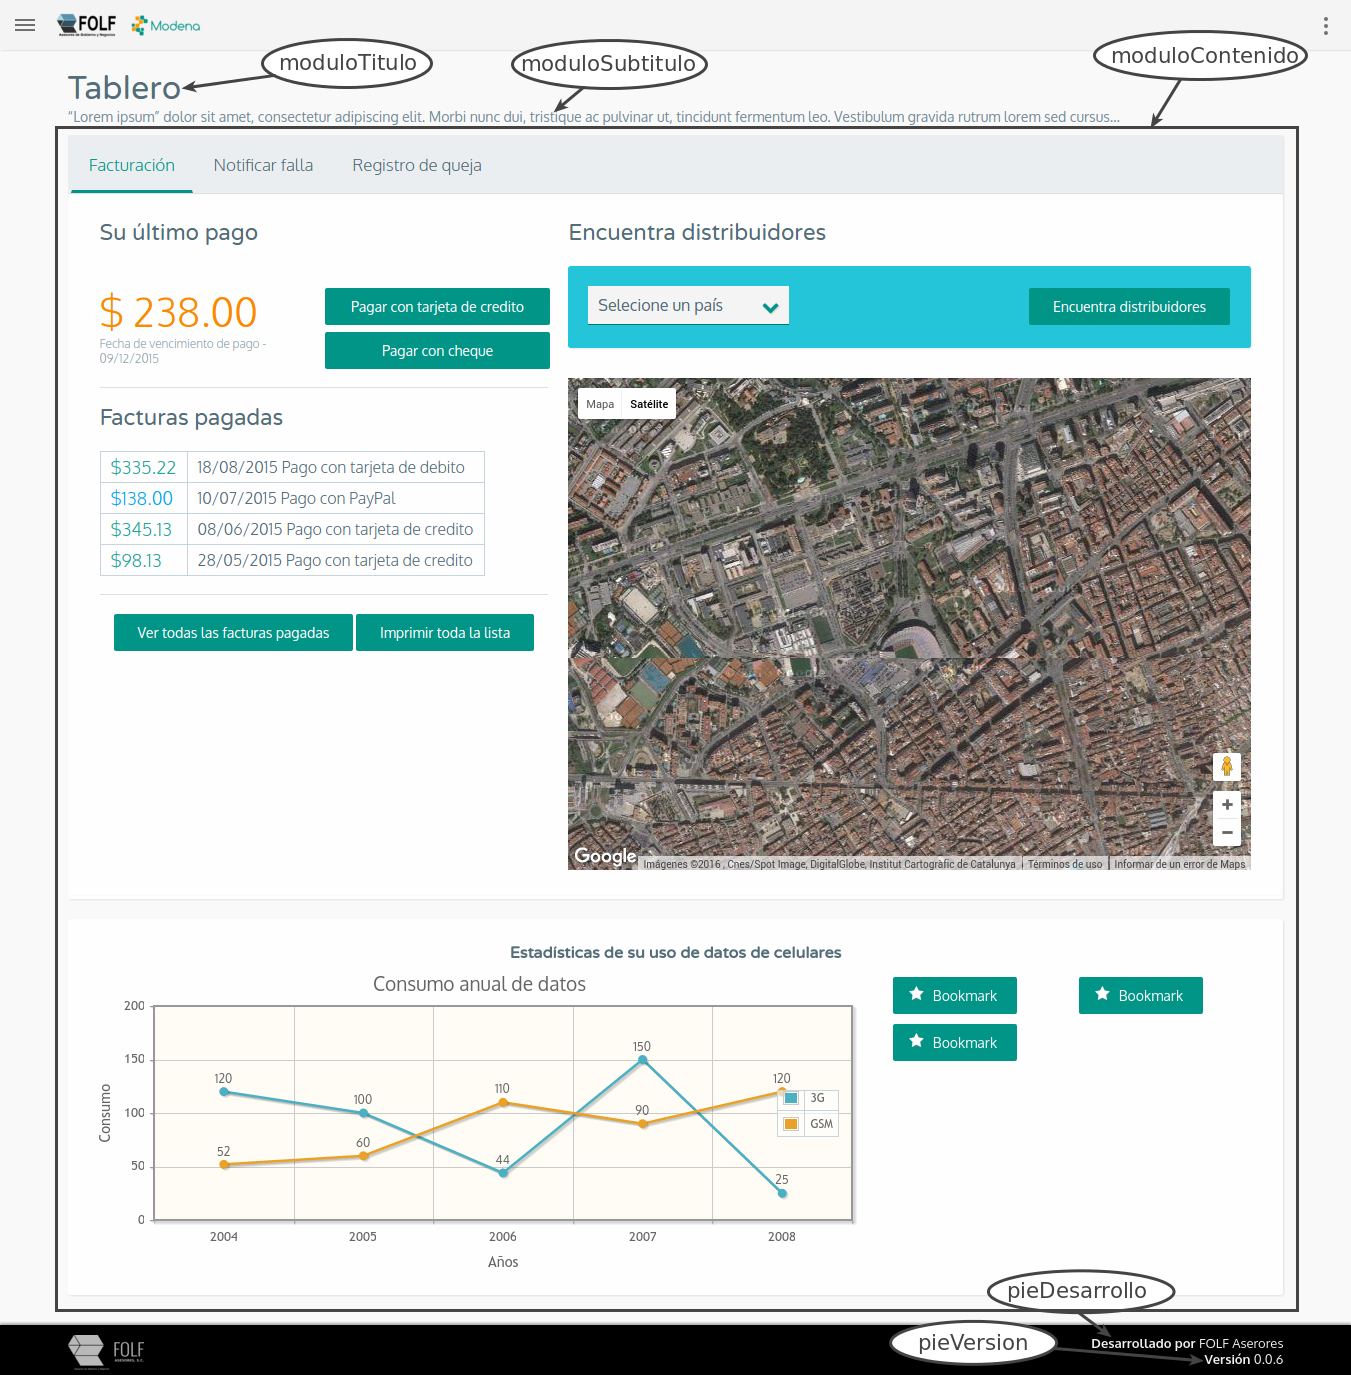 FOLF
Modena
moduloTitulo
moduloSubtitulo
moduloContenido
Tablero
“Lorem ipsum” dolor sit amet, consectetur adipiscing elit. Morbi nunc dui, tristique ac pulvinar ut, tincidunt fermentum leo. Vestibulum gravida rutrum lorem sed cursus...
Facturación
Notificar falla
Registro de queja
Su último pago
$ 238.00
Fecha de vencimiento de pago -
09/12/2015
Pagar con tarjeta de credito
Pagar con cheque
Facturas pagadas
$335.22 18/08/2015 Pago con tarjeta de debito
$138.00 10/07/2015 Pago con PayPal
$345.13 08/06/2015 Pago con tarjeta de credito
$98.13 28/05/2015 Pago con tarjeta de credito
Ver todas las facturas pagadas
Imprimir toda la lista
Encuentra distribuidores
Selecione un país
Encuentra distribuidores
Mapa
Satélite
Google
Imágenes ©2016 , Cnes/Spot Image, DigitalGlobe, Institut Cartogràfic de Catalunya
Términos de uso
Informar de un error de Maps
Estadísticas de su uso de datos de celulares
Consumo anual de datos
200
150
100
50
0
Consumo
120
100
44
150
25
52
60
110
90
120
3G
GSM
2004
2005
2006
2007
2008
Años
Bookmark
Bookmark
Bookmark
pieDesarrollo
pieVersion
FOLF
ASESORES, S.C.
Desarrollado por FOLF Aserores
Versión 0.0.6